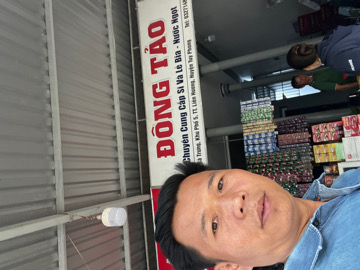 ĐÔNG TẢO
Chuyên Cung Cấp Sỉ Và Lẻ Bia - Nước Ngọt
Trung, Khu Phố 5, TT. Liên Hương, Huyện Tuy Phong